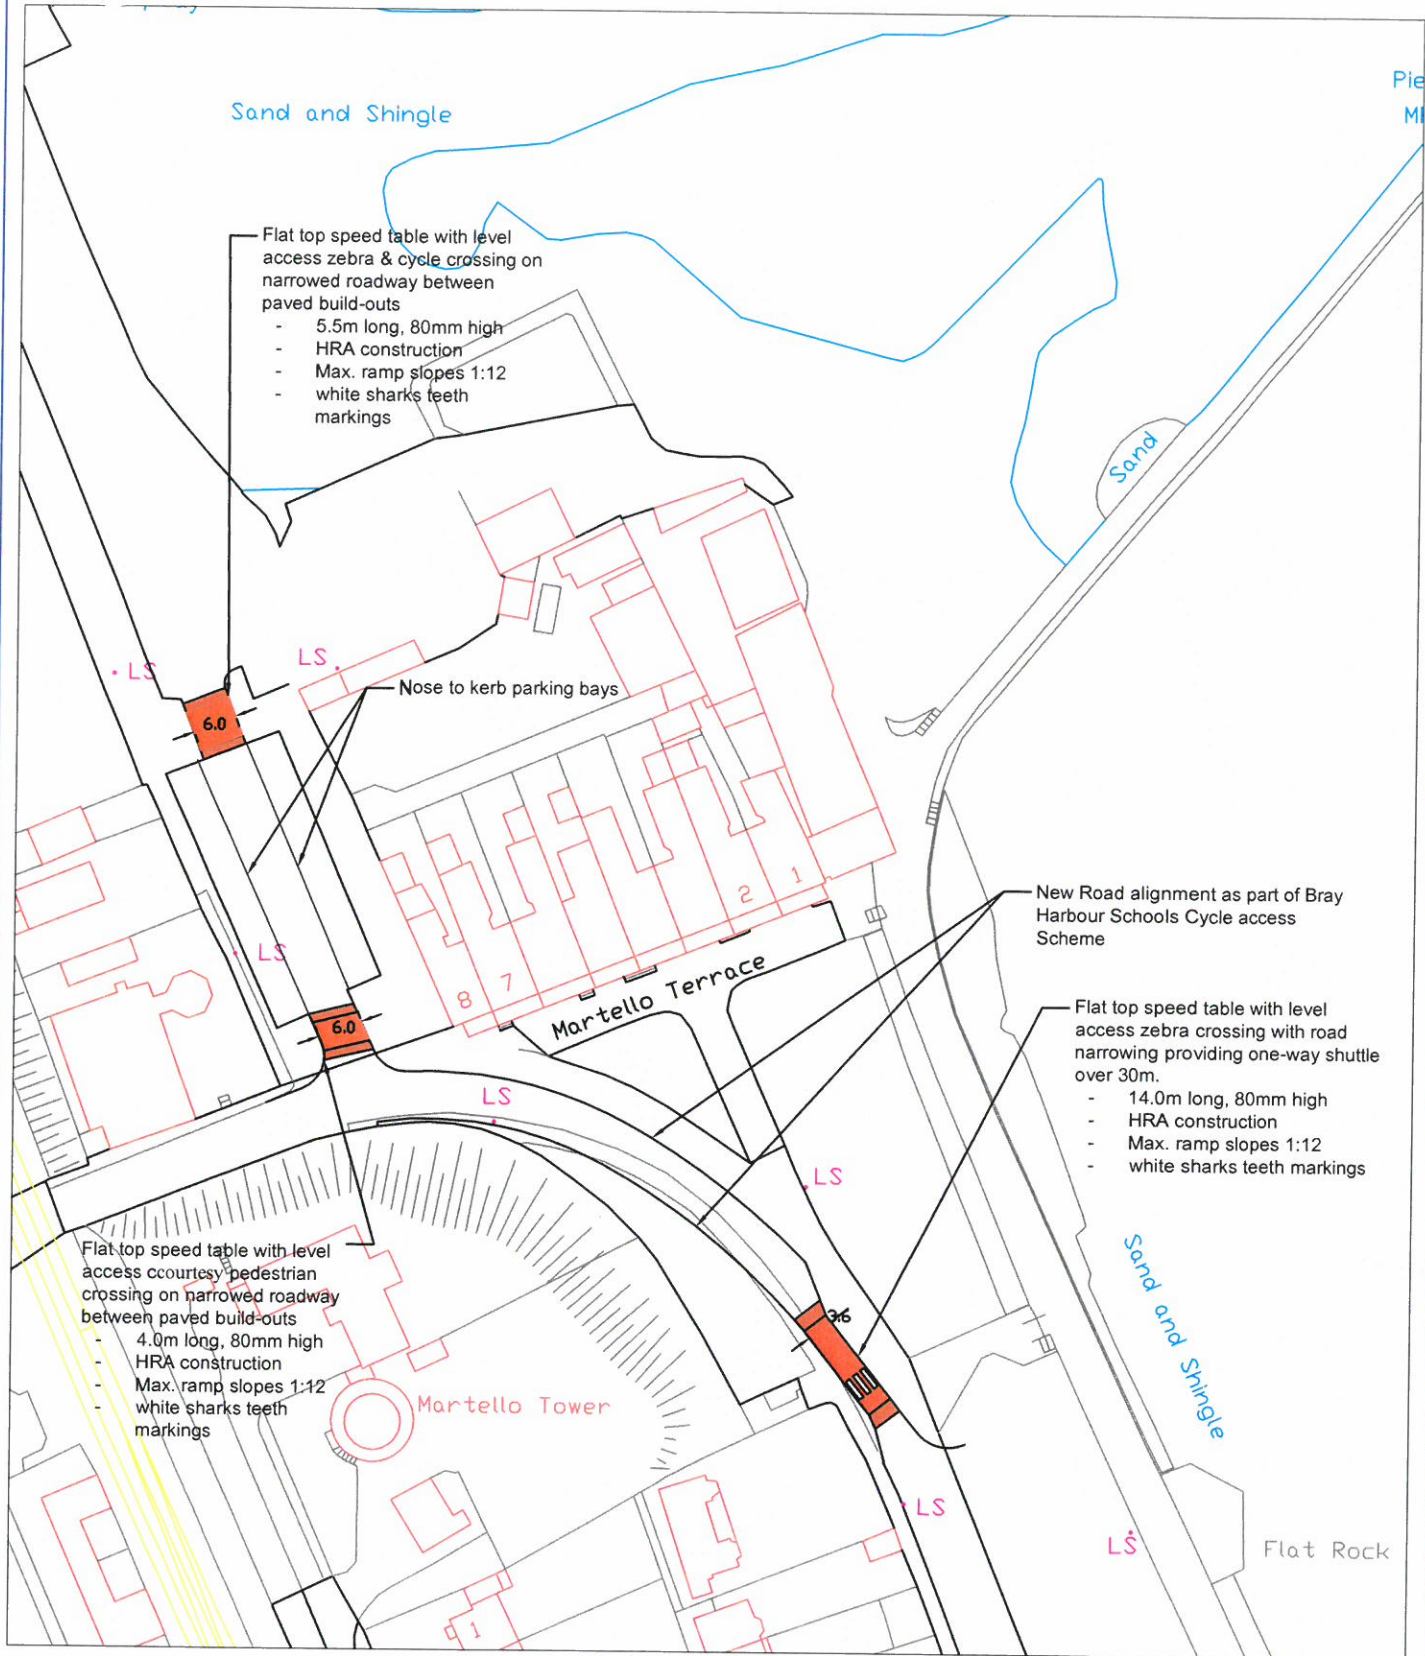 Sand and Shingle
Pie
Flat top speed table with level
access zebra & cycle crossing on
narrowed roadway between
paved build-outs
- 5.5m long, 80mm high
- HRA construction
- Max. ramp slopes 1:12
- white sharks teeth
markings
Sand
LS
LS
Nose to kerb parking bays
6.0
New Road alignment as part of Bray
Harbour Schools Cycle access
Scheme
2 1
LS
8 7
Martello Terrace
6.0
Flat top speed table with level
access zebra crossing with road
narrowing providing one-way shuttle
over 30m.
- 14.0m long, 80mm high
- HRA construction
- Max. ramp slopes 1:12
- white sharks teeth markings
LS
LS
Flat top speed table with level
access ccourtesy pedestrian
crossing on narrowed roadway
between paved build-outs
- 4.0m long, 80mm high
- HRA construction
- Max. ramp slopes 1:12
- white sharks teeth
markings
3.6
Sand and Shingle
Martello Tower
LS
LS
Flat Rock
1